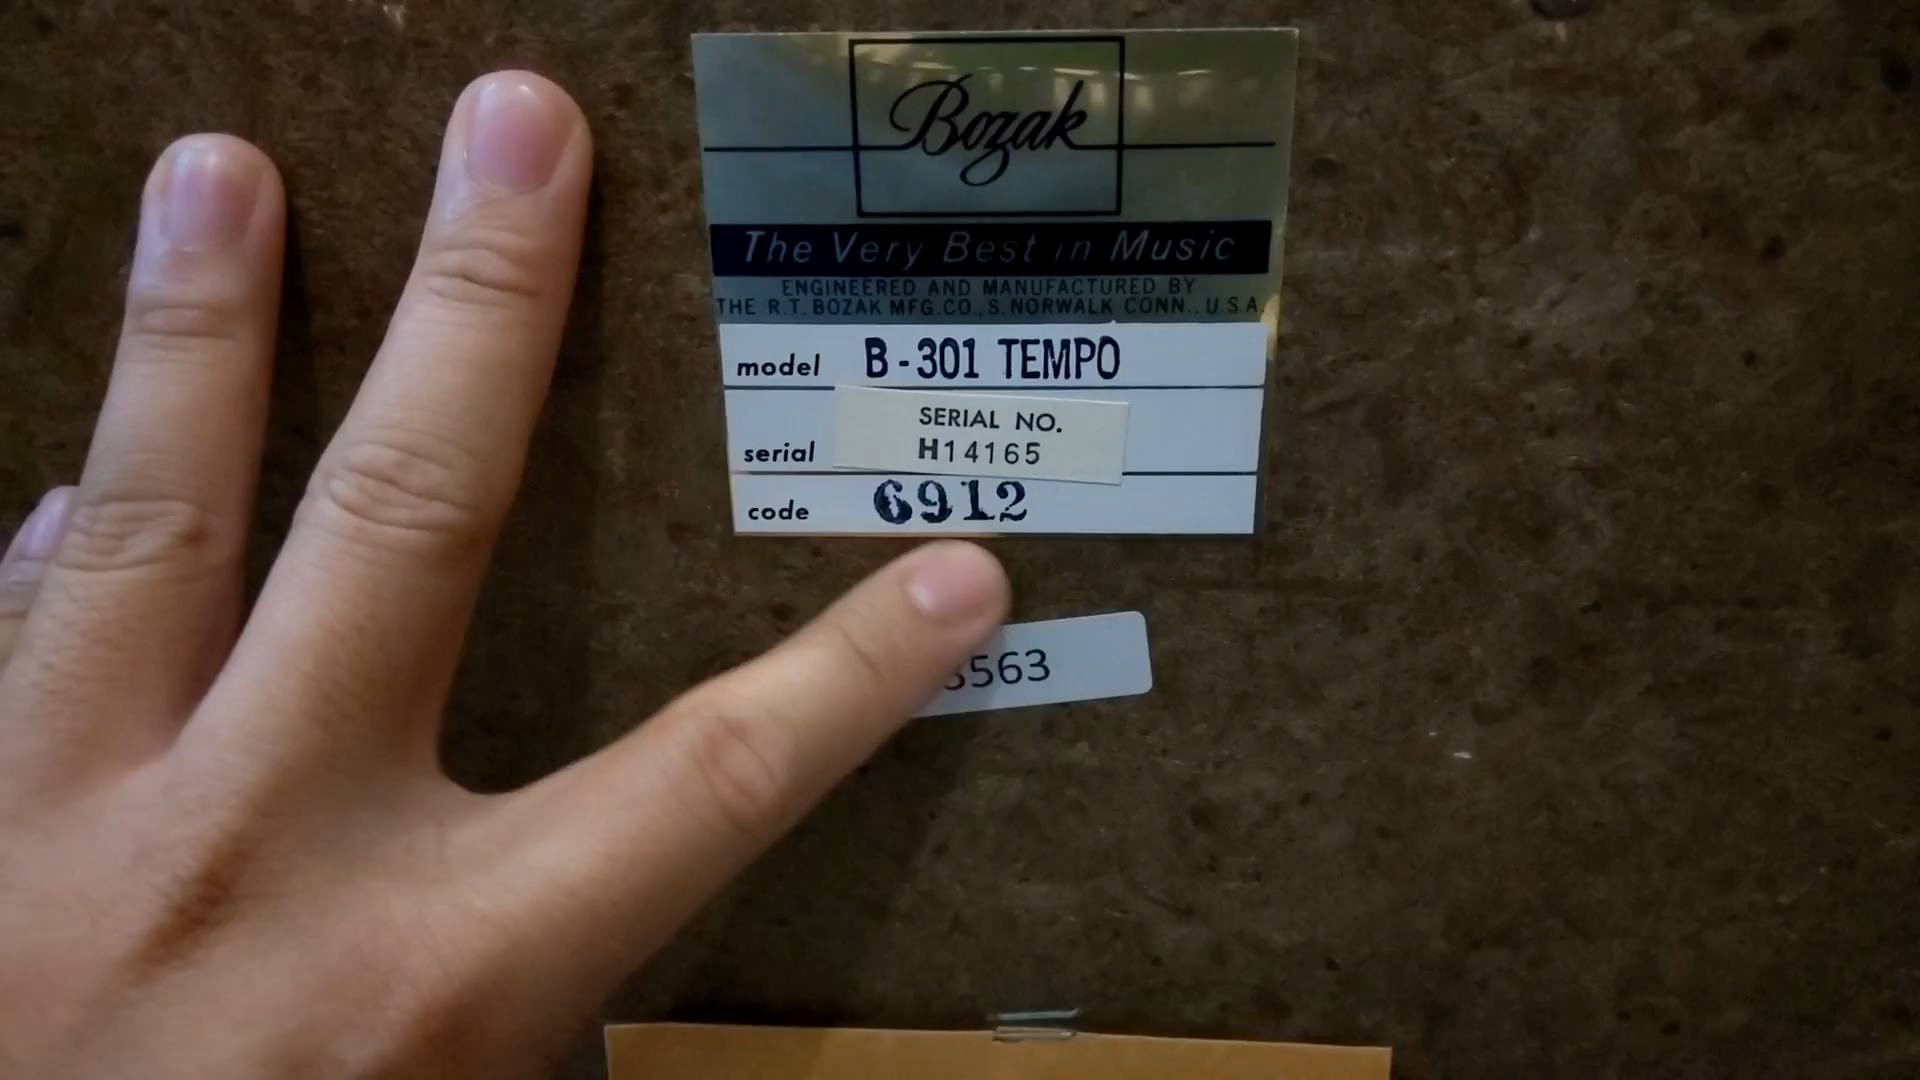 Bozak
The Very Best in Music
ENGINEERED AND MANUFACTURED BY
THE R.T. BOZAK MFG.CO., S. NORWALK CONN., U.S.A.
model B-301 TEMPO
SERIAL NO.
serial H14165
code 6912